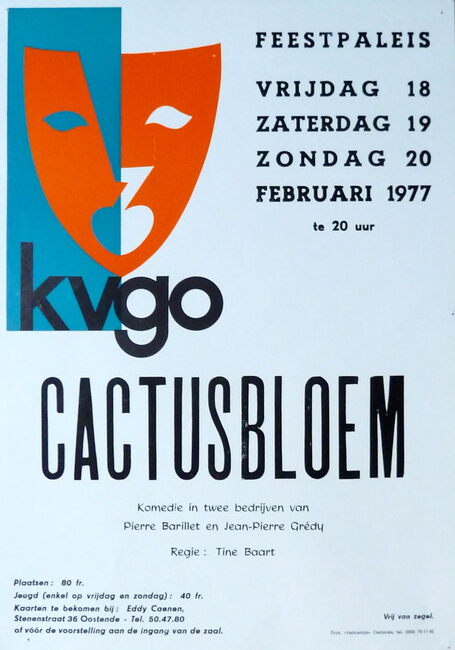 FEESTPALEIS
VRIJDAG 18
ZATERDAG 19
ZONDAG 20
FEBRUARI 1977
te 20 uur
kvgo
CACTUSBLOEM
Komedie in twee bedrijven van
Pierre Barillet en Jean-Pierre Grédy
Regie : Tine Baart
Plaatsen : 80 fr.
Jeugd (enkel op vrijdag en zondag) : 40 fr.
Kaarten te bekomen bij : Eddy Caenen,
Stenenstraat 36 Oostende - Tel. 50.47.80
of vóór de voorstelling aan de ingang van de zaal.
Vrij van zegel.
Druk. Oostende, tel.